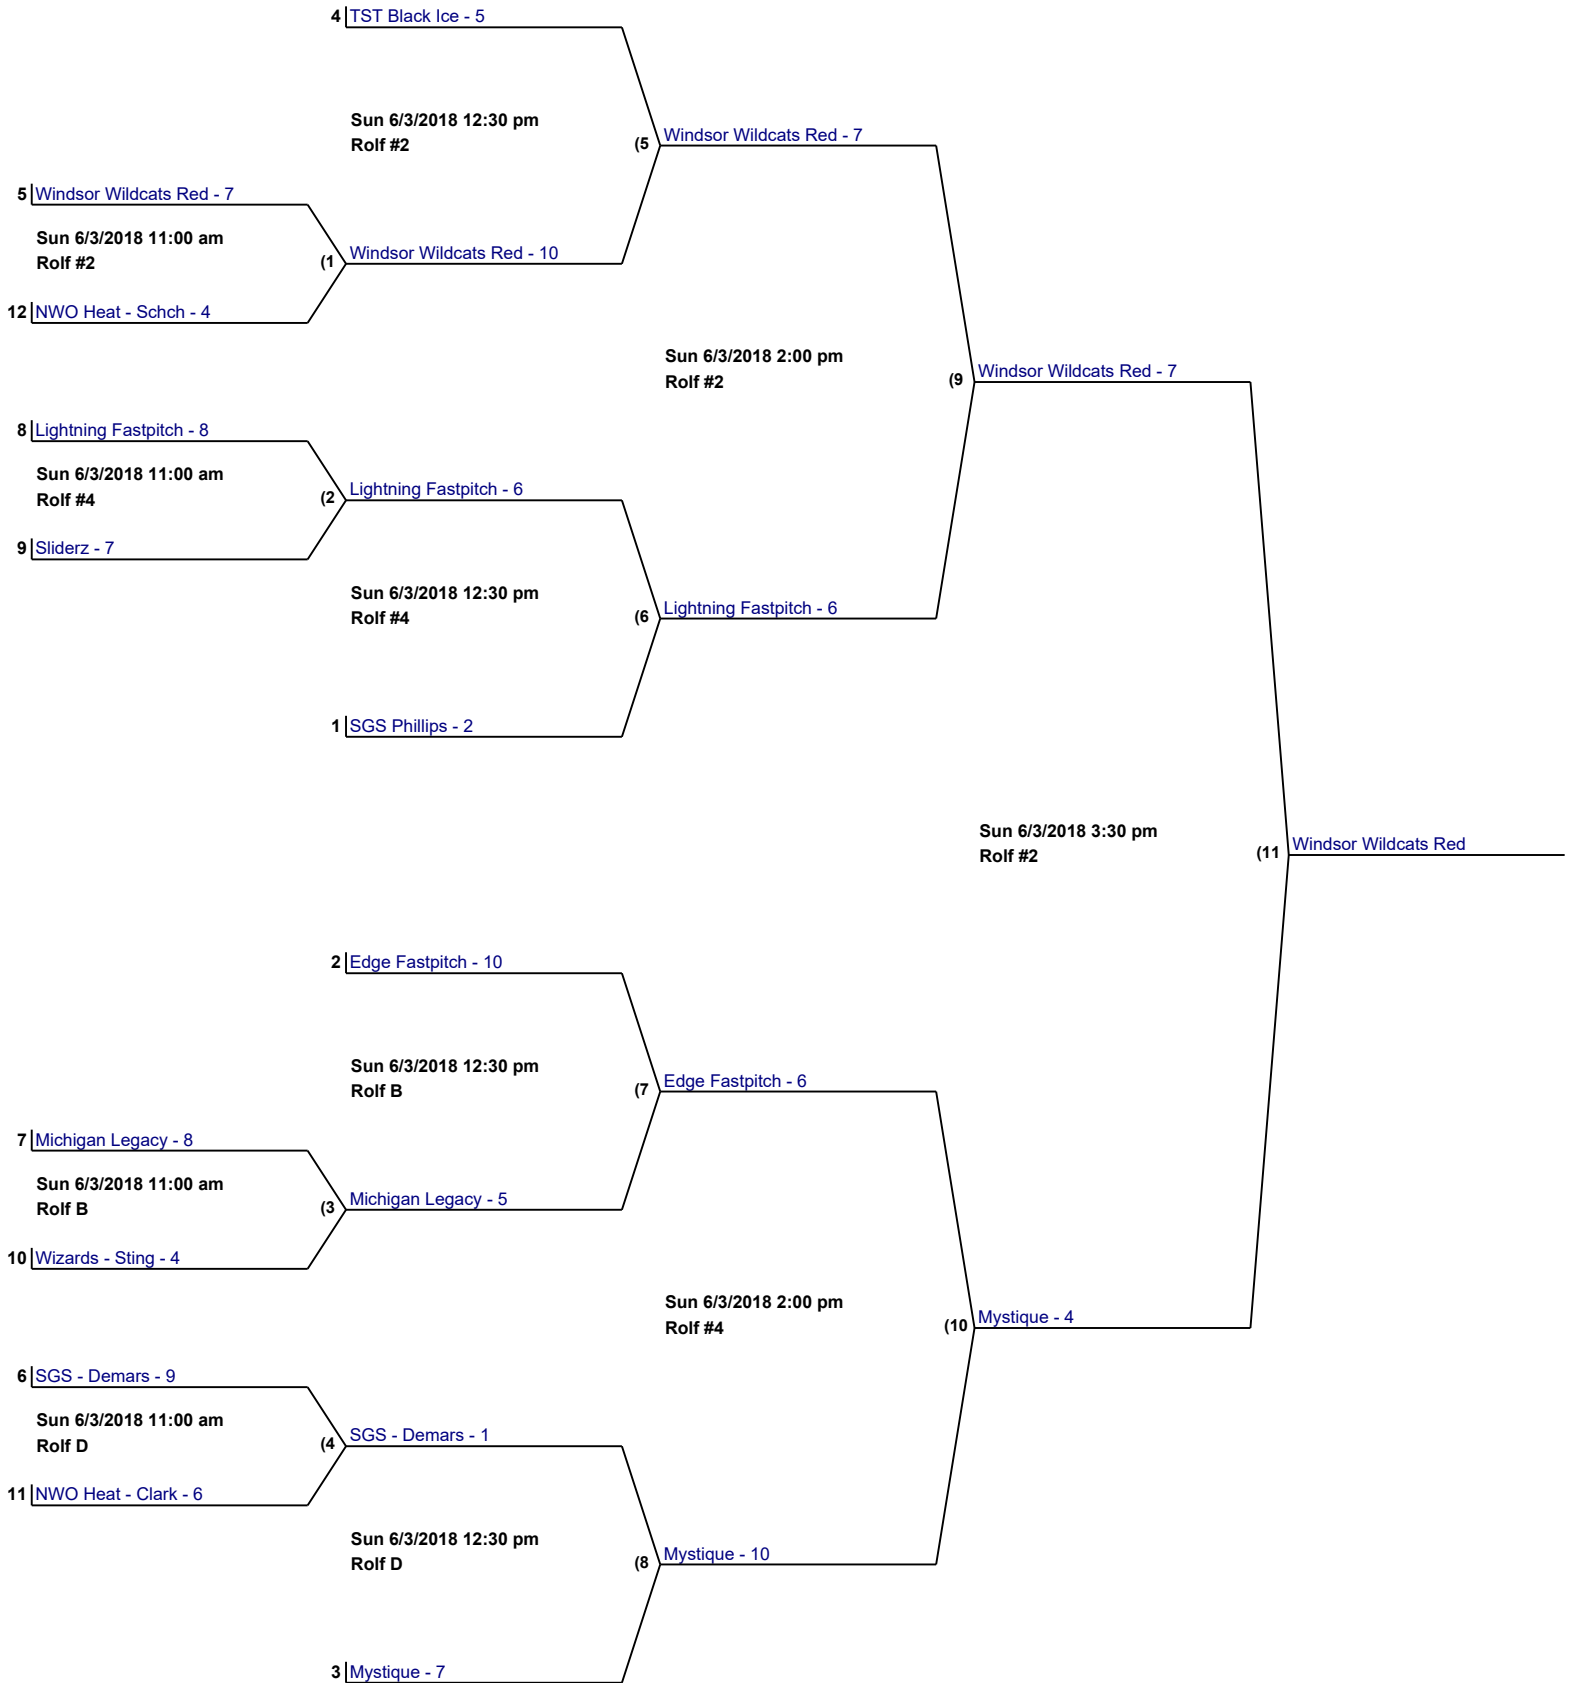 4 TST Black Ice - 5
Sun 6/3/2018 12:30 pm
Rolf #2
(5 Windsor Wildcats Red - 7
5 Windsor Wildcats Red - 7
Sun 6/3/2018 11:00 am
Rolf #2
(1 Windsor Wildcats Red - 10
12 NWO Heat - Schch - 4
Sun 6/3/2018 2:00 pm
Rolf #2
(9 Windsor Wildcats Red - 7
8 Lightning Fastpitch - 8
Sun 6/3/2018 11:00 am
Rolf #4
(2 Lightning Fastpitch - 6
9 Sliderz - 7
Sun 6/3/2018 12:30 pm
Rolf #4
(6 Lightning Fastpitch - 6
1 SGS Phillips - 2
Sun 6/3/2018 3:30 pm
Rolf #2
(11 Windsor Wildcats Red
2 Edge Fastpitch - 10
Sun 6/3/2018 12:30 pm
Rolf B
(7 Edge Fastpitch - 6
7 Michigan Legacy - 8
Sun 6/3/2018 11:00 am
Rolf B
(3 Michigan Legacy - 5
10 Wizards - Sting - 4
Sun 6/3/2018 2:00 pm
Rolf #4
(10 Mystique - 4
6 SGS - Demars - 9
Sun 6/3/2018 11:00 am
Rolf D
(4 SGS - Demars - 1
11 NWO Heat - Clark - 6
Sun 6/3/2018 12:30 pm
Rolf D
(8 Mystique - 10
3 Mystique - 7